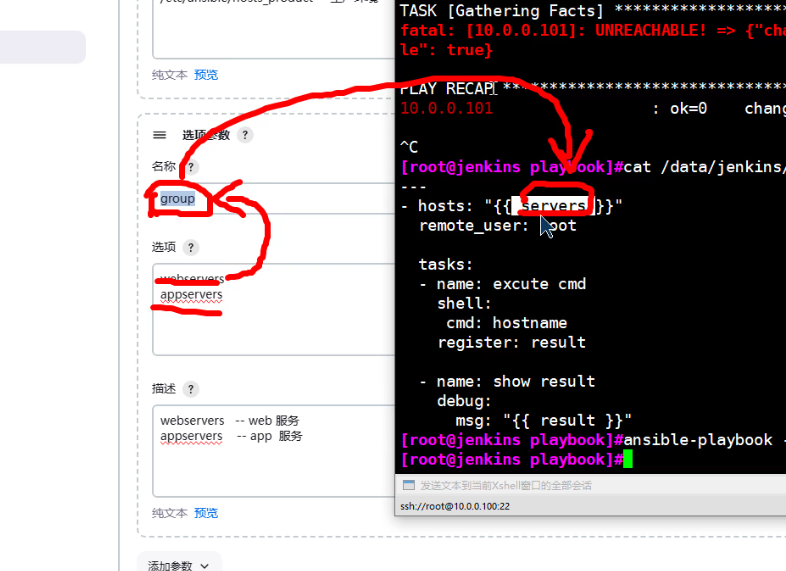 纯文本 预览
选项参数 ?
名称 ?
group
选项 ?
webservers
appservers
描述 ?
webservers -- web 服务
appservers -- app 服务
纯文本 预览
添加参数
TASK [Gathering Facts] ************************
fatal: [10.0.0.101]: UNREACHABLE! => {"cha
le": true}
PLAY RECAP ************************
10.0.0.101 : ok=0 chang
^C
[root@jenkins playbook]#cat /data/jenkins/
---
- hosts: "{{ servers }}"
remote_user: root
tasks:
- name: excute cmd
shell:
cmd: hostname
register: result
- name: show result
debug:
msg: "{{ result }}"
[root@jenkins playbook]#ansible-playbook -
[root@jenkins playbook]#
发送文本到当前Xshell窗口的全部会话
ssh://root@10.0.0.100:22